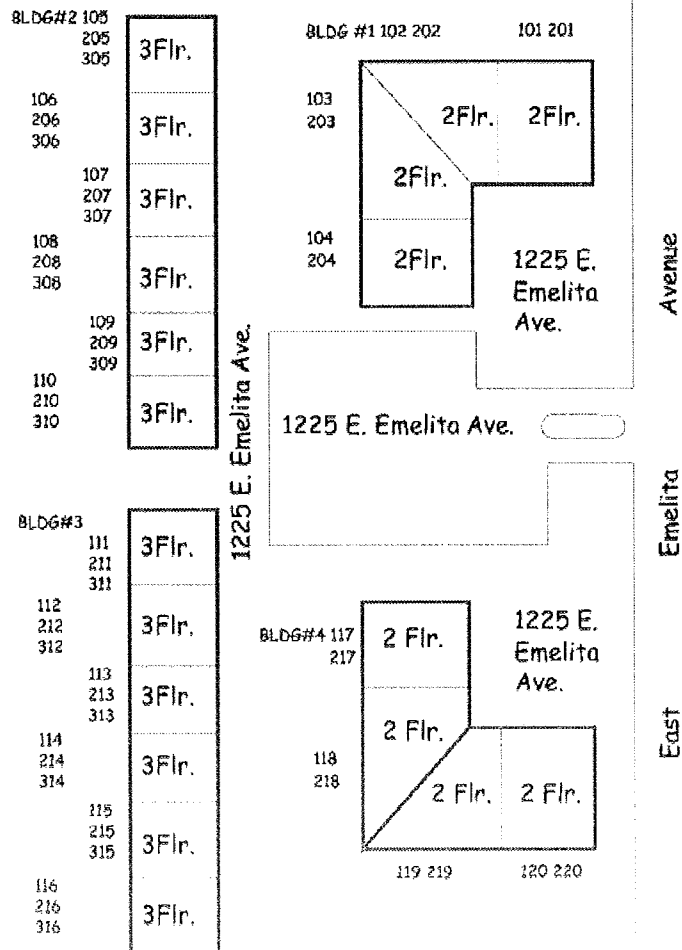 BLDG#2 105
205
305
3Flr.
106
206
306
3Flr.
107
207
307
3Flr.
108
208
308
3Flr.
109
209
309
3Flr.
110
210
310
3Flr.
BLDG#3
111
211
311
3Flr.
112
212
312
3Flr.
113
213
313
3Flr.
114
214
314
3Flr.
115
215
315
3Flr.
116
216
316
3Flr.
1225 E. Emelita Ave.
BLDG #1 102 202
101 201
103
203
2Flr.
2Flr.
2Flr.
104
204
2Flr.
1225 E.
Emelita
Ave.
1225 E. Emelita Ave.
BLDG#4 117
217
2 Flr.
1225 E.
Emelita
Ave.
118
218
2 Flr.
2 Flr.
2 Flr.
119 219
120 220
East Emelita Avenue